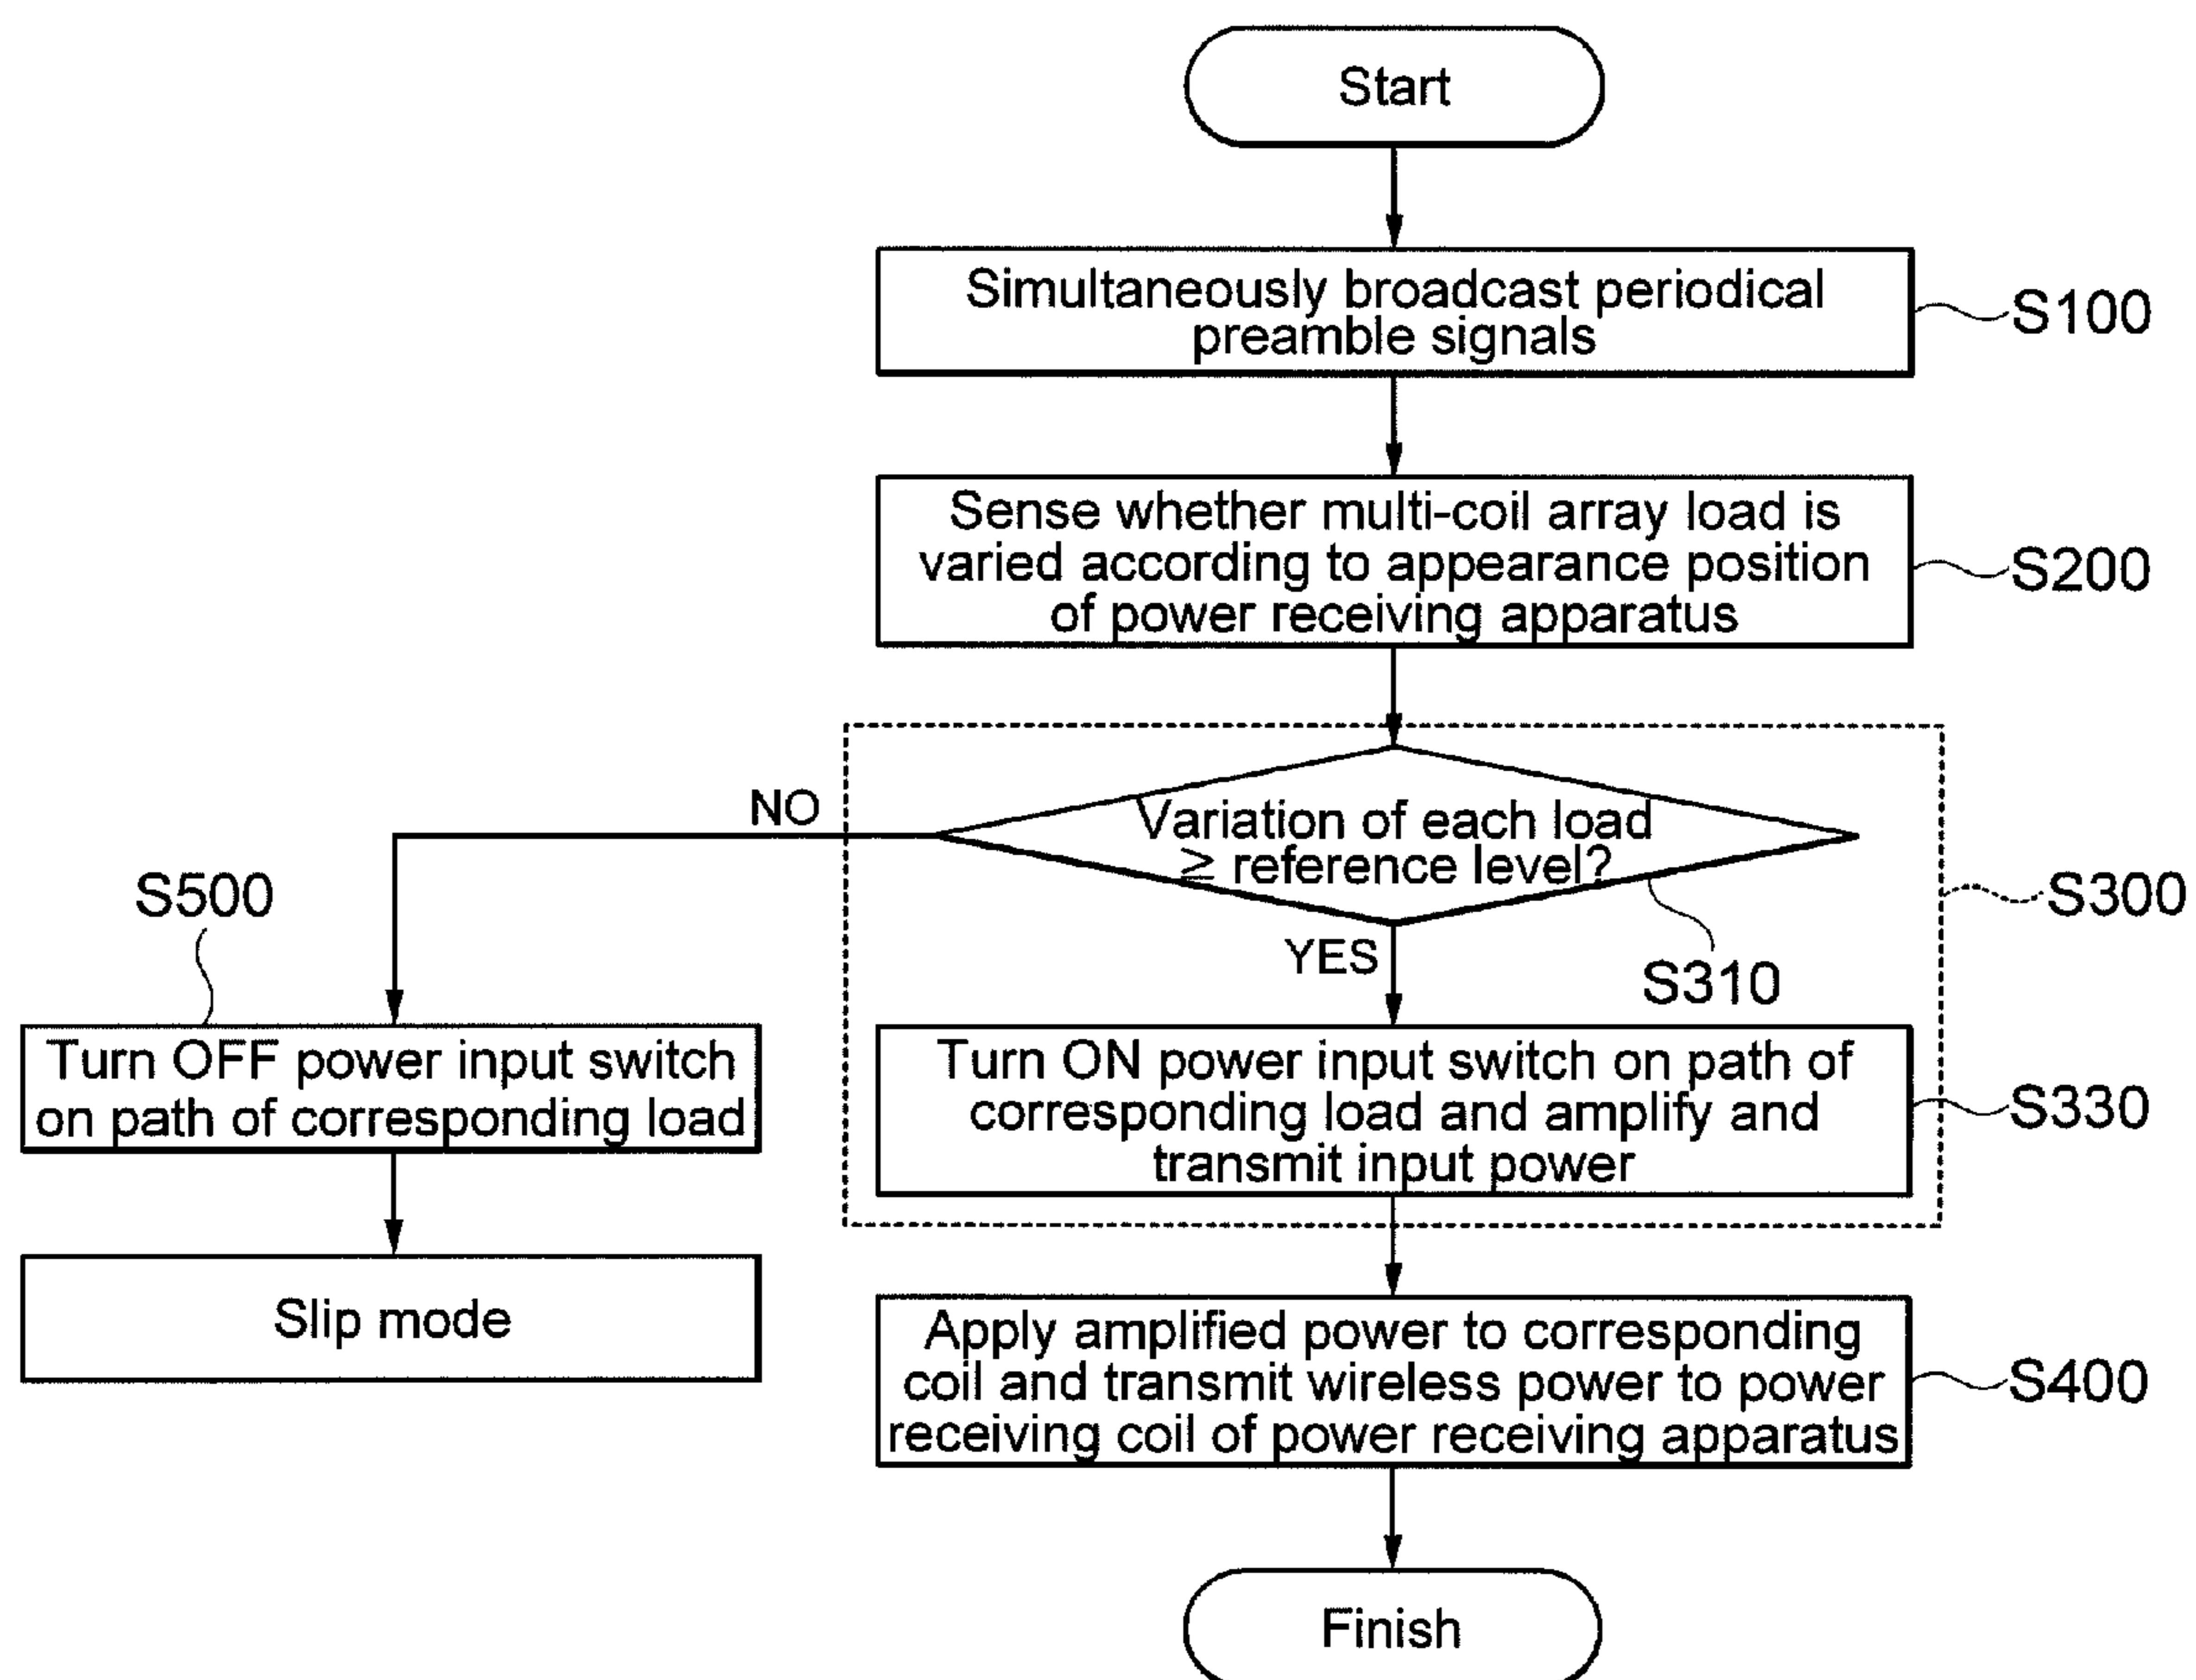 Start
Simultaneously broadcast periodical
preamble signals
S100
Sense whether multi-coil array load is
varied according to appearance position
of power receiving apparatus
S200
Variation of each load
≥ reference level?
NO
YES
S310
S300
S500
Turn OFF power input switch
on path of corresponding load
Turn ON power input switch on path of
corresponding load and amplify and
transmit input power
S330
Slip mode
Apply amplified power to corresponding
coil and transmit wireless power to power
receiving coil of power receiving apparatus
S400
Finish